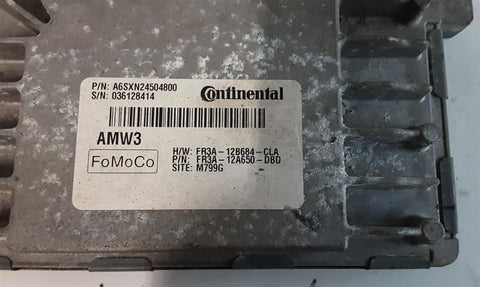 P/N: A6SXN24504800
S/N: 036128414
Continental
AMW3
FoMoCo
H/W: FR3A-12B684-CLA
P/N: FR3A-12A650-DBD
SITE: M799G